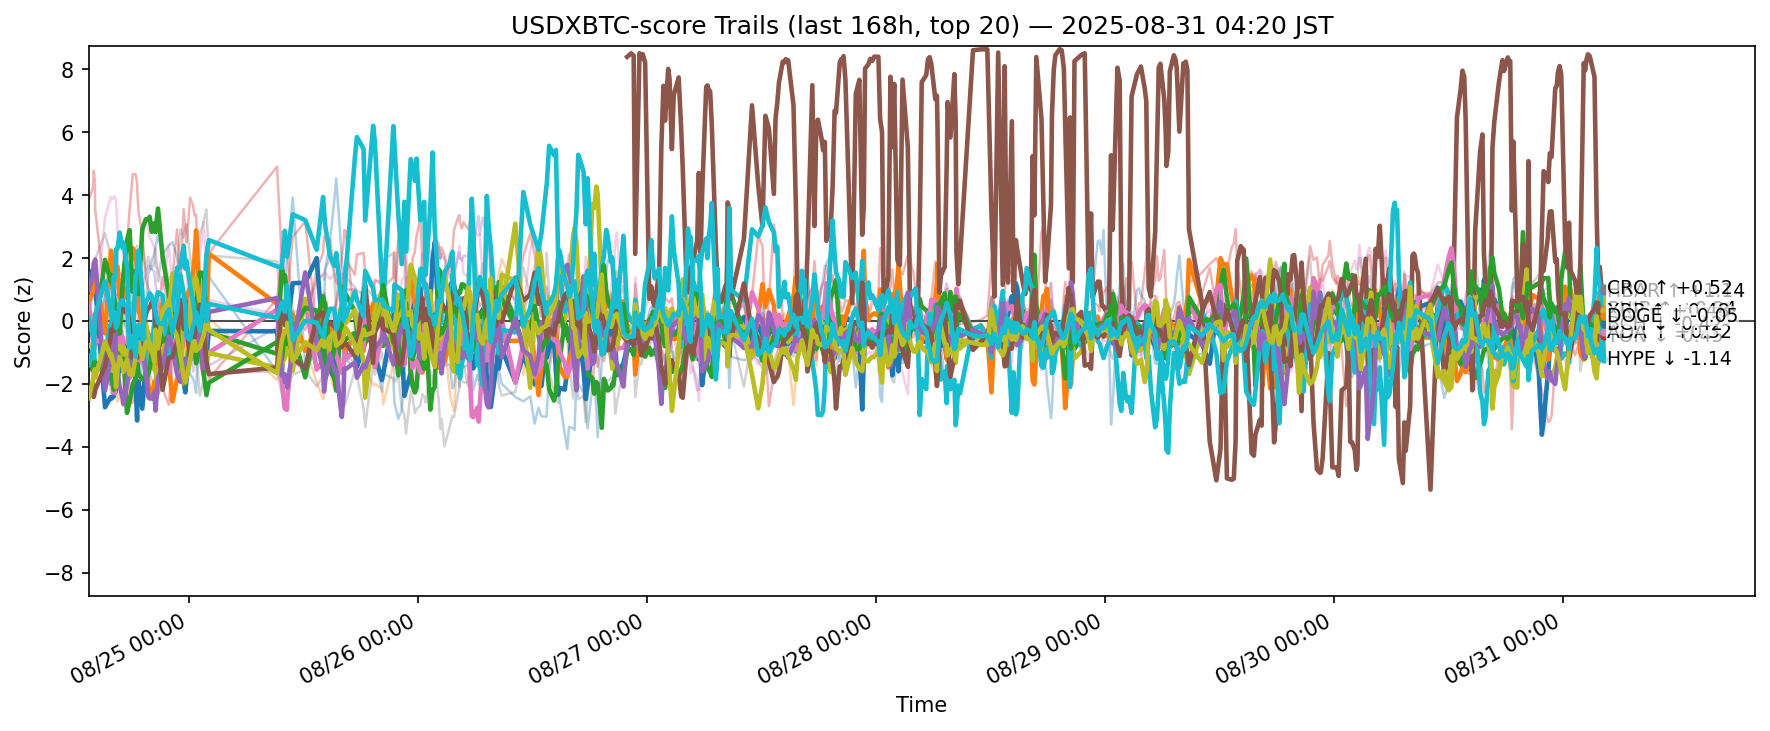 USDXBTC-score Trails (last 168h, top 20) — 2025-08-31 04:20 JST
Score (z)
8
6
4
2
0
−2
−4
−6
−8
CRO ↑ +0.52
DOGE ↓ -0.05
HYPE ↓ -1.14
08/25 00:00
08/26 00:00
08/27 00:00
08/28 00:00
08/29 00:00
08/30 00:00
08/31 00:00
Time